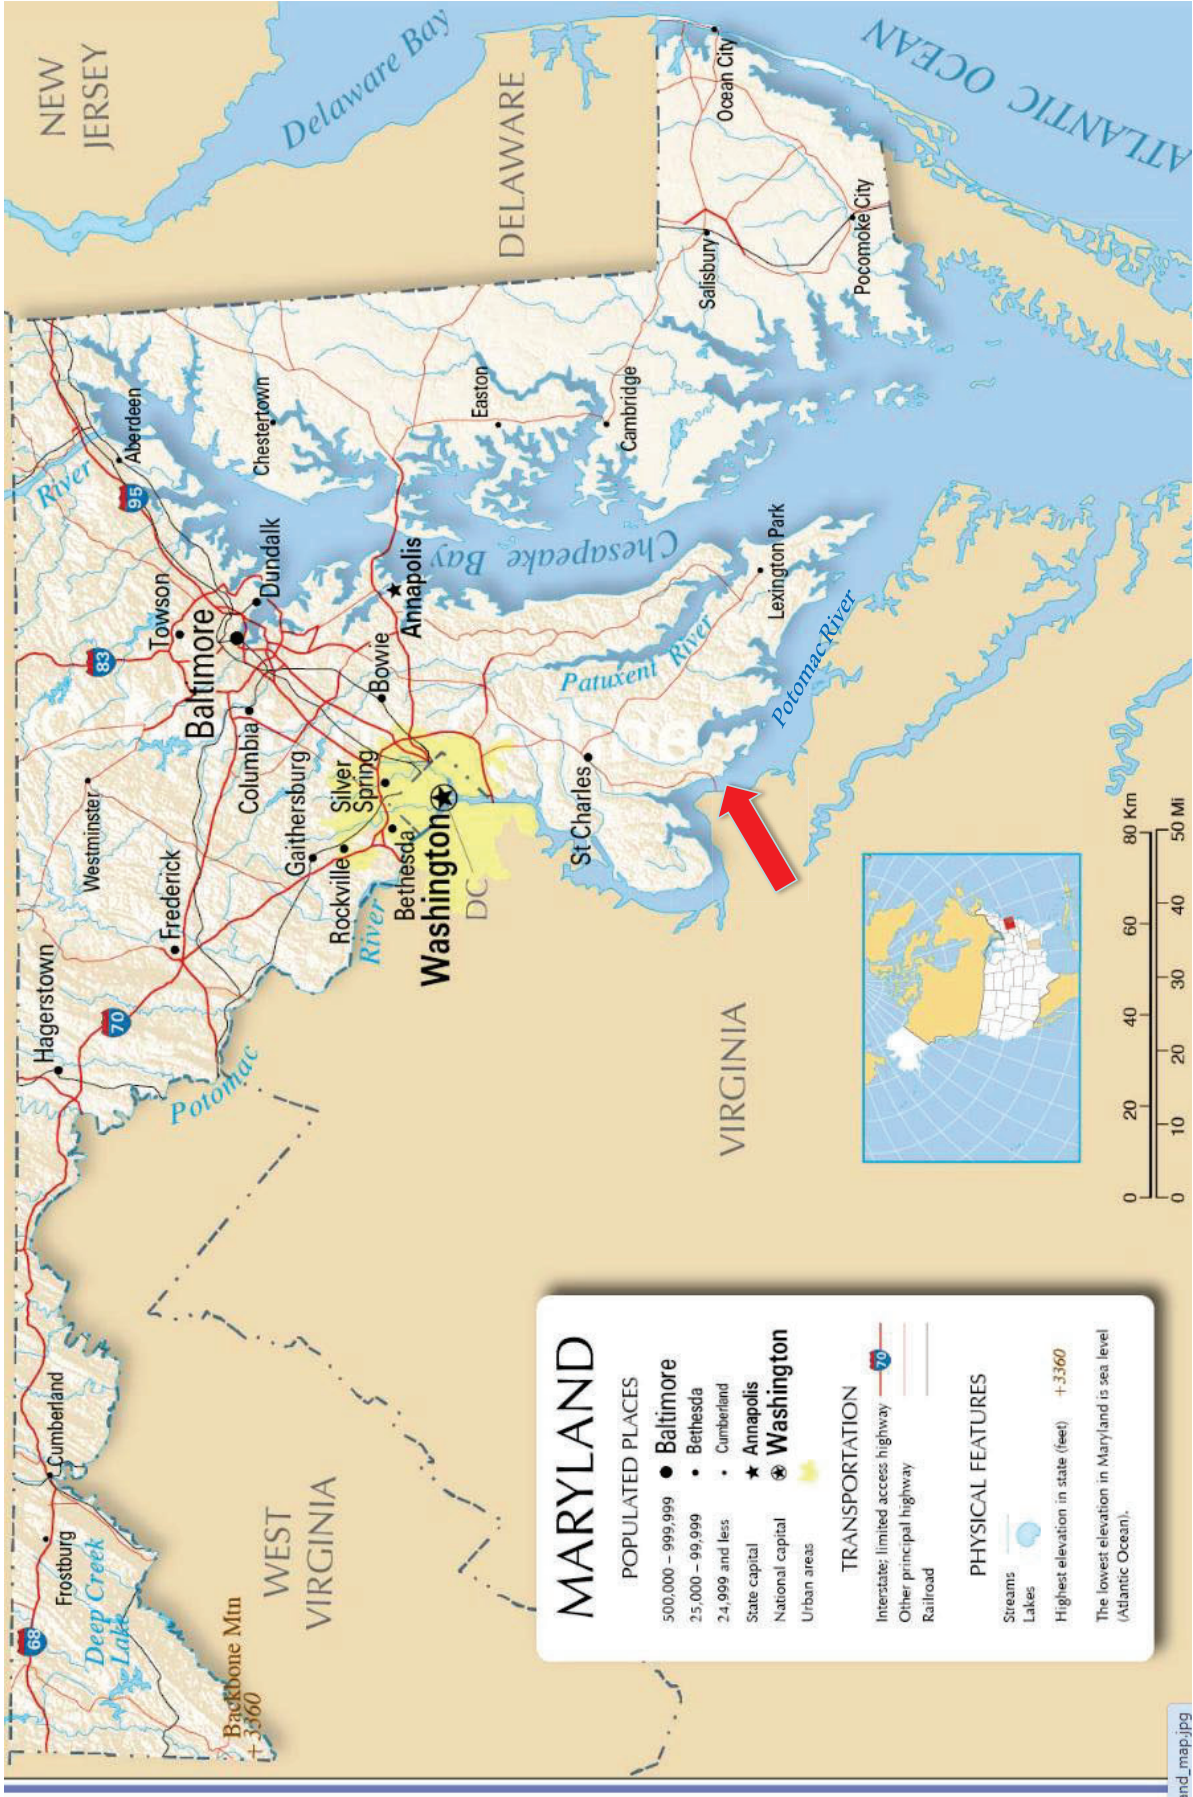 NEW
JERSEY
Delaware Bay
DELAWARE
ATLANTIC OCEAN
Ocean City
Salisbury
Pocomoke City
River
95
Aberdeen
Chestertown
Easton
Cambridge
Chesapeake Bay
83
Towson
Baltimore
Dundalk
Annapolis
Bowie
Patuxent River
Lexington Park
Potomac River
Westminster
Columbia
Gaithersburg
Silver
Spring
St Charles
Frederick
Rockville
River
Bethesda
Washington
DC
Hagerstown
70
Potomac
VIRGINIA
Cumberland
Frostburg
68
Deep Creek
Lake
Backbone Mtn
+3360
WEST
VIRGINIA
MARYLAND
POPULATED PLACES
500,000 – 999,999 Baltimore
25,000 – 99,999 Bethesda
24,999 and less Cumberland
State capital Annapolis
National capital Washington
Urban areas
TRANSPORTATION
Interstate; limited access highway 70
Other principal highway
Railroad
PHYSICAL FEATURES
Streams
Lakes
Highest elevation in state (feet) +3360
The lowest elevation in Maryland is sea level
(Atlantic Ocean).
0 20 40 60 80 Km
0 10 20 30 40 50 Mi
and_map.jpg